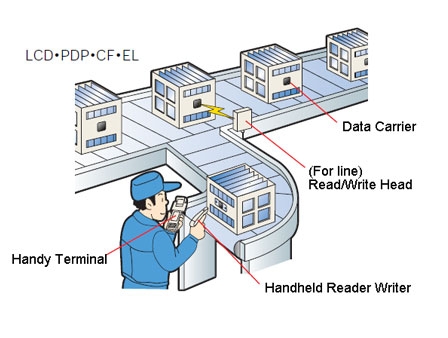 LCD•PDP•CF•EL
Data Carrier
(For line)
Read/Write Head
Handy Terminal
Handheld Reader Writer